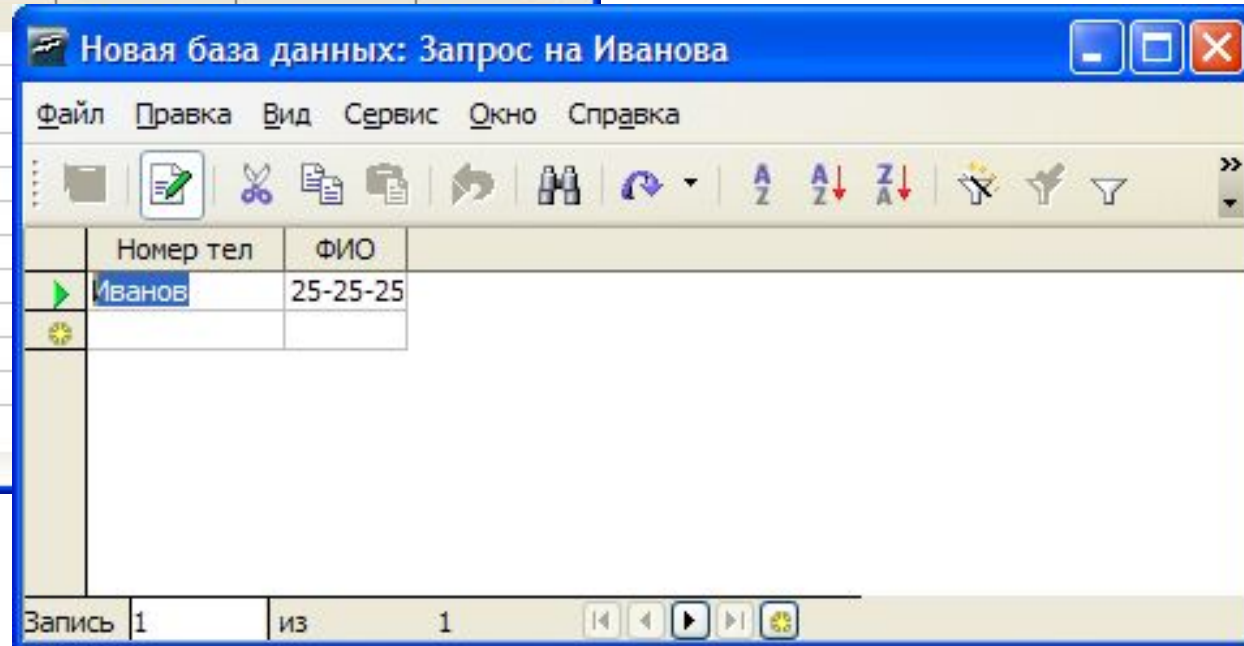 Новая база данных: Запрос на Иванова
Файл Правка Вид Сервис Окно Справка
Номер тел ФИО
Иванов 25-25-25
Запись 1 из 1